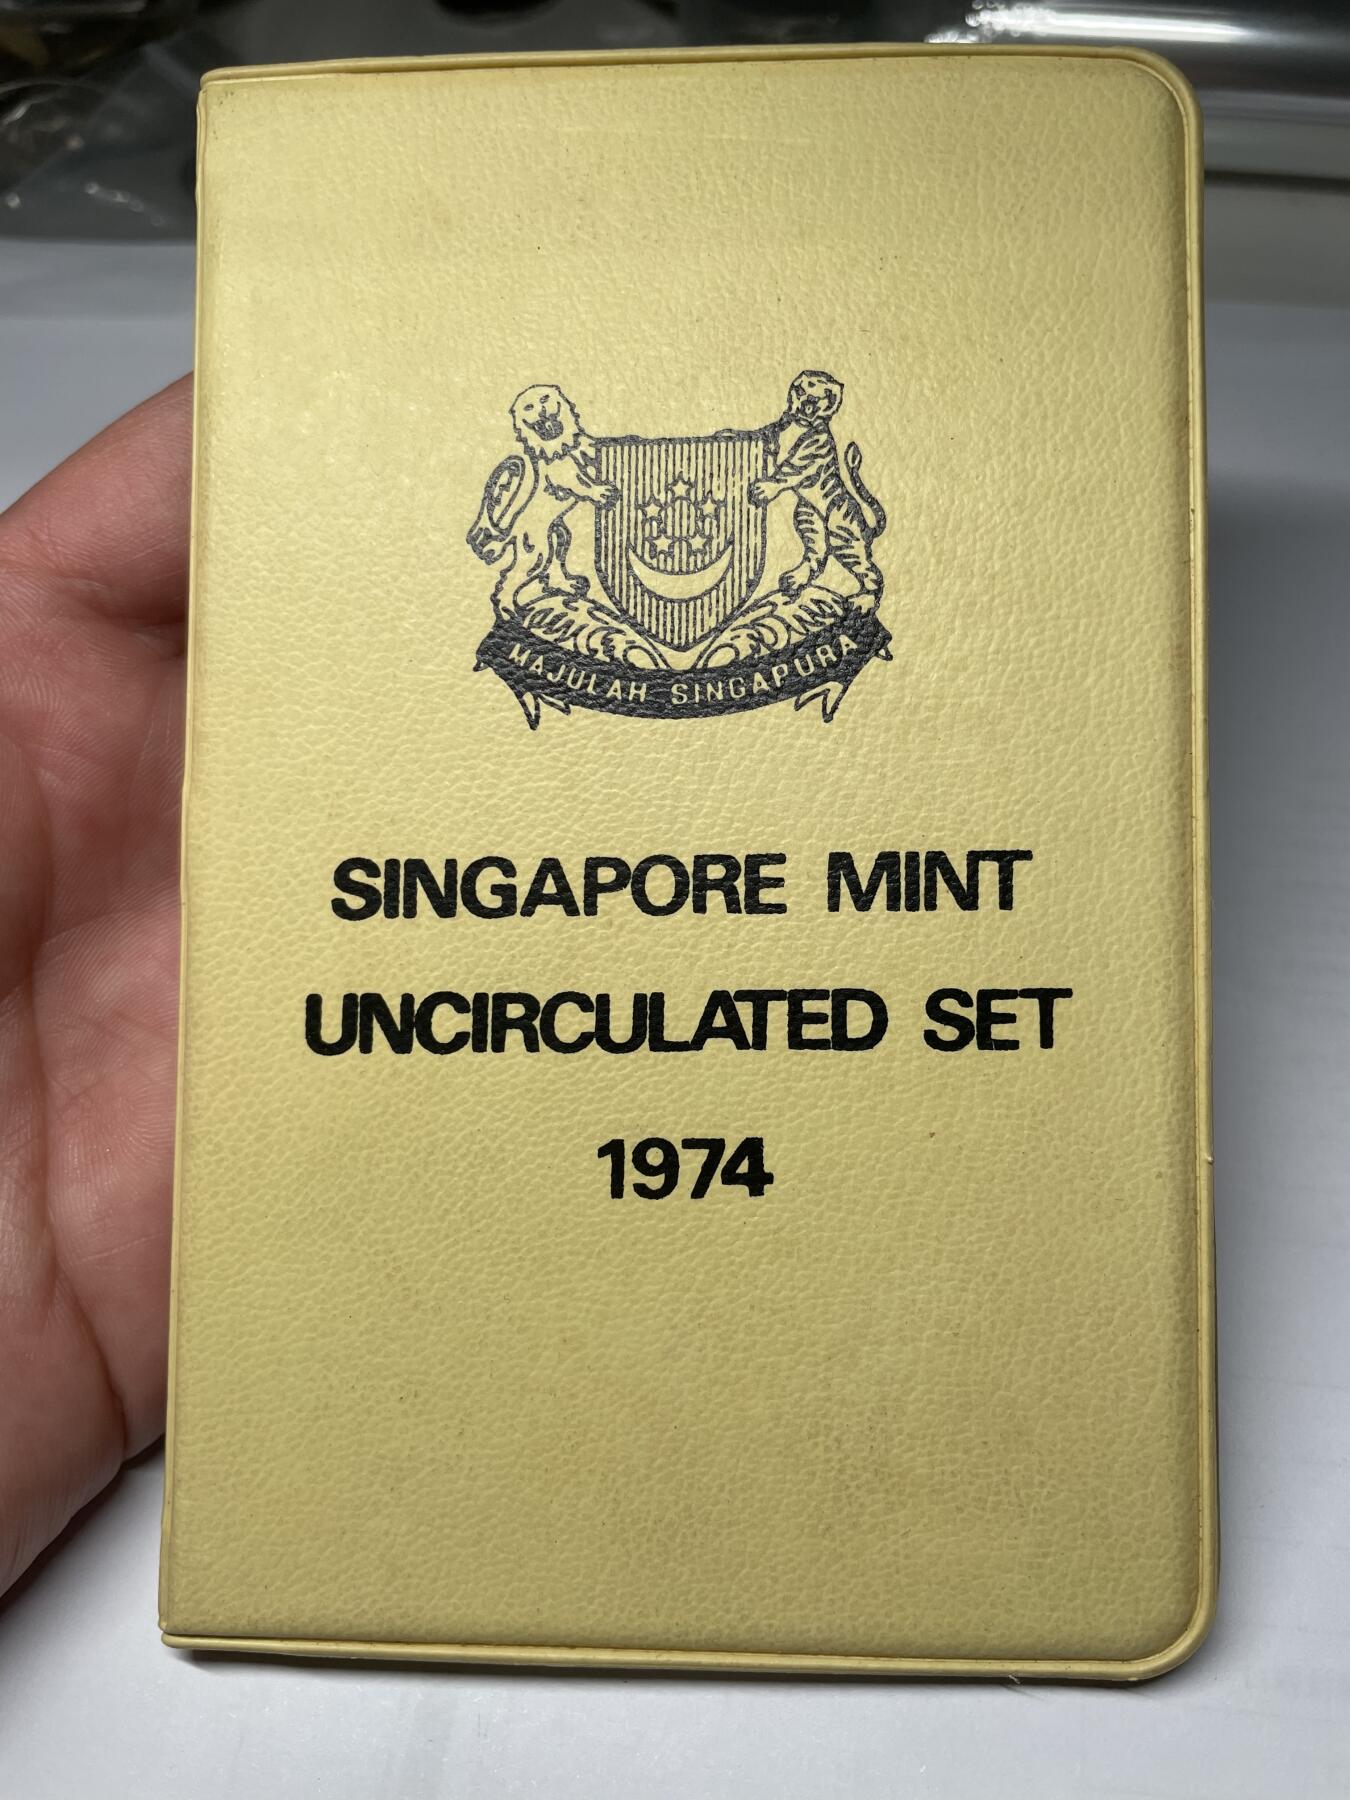 MAJULAH SINGAPURA
SINGAPORE MINT
UNCIRCULATED SET
1974